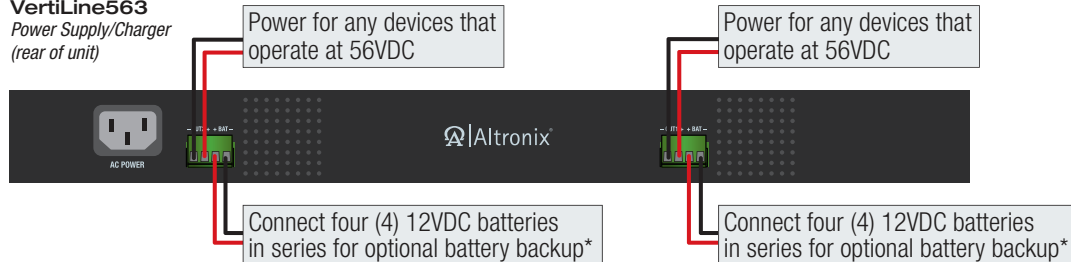 VertiLine563
Power Supply/Charger
(rear of unit)
Power for any devices that
operate at 56VDC
Power for any devices that
operate at 56VDC
– OUT2 + + BAT –
Altronix
– OUT1 + + BAT –
AC POWER
Connect four (4) 12VDC batteries
in series for optional battery backup*
Connect four (4) 12VDC batteries
in series for optional battery backup*